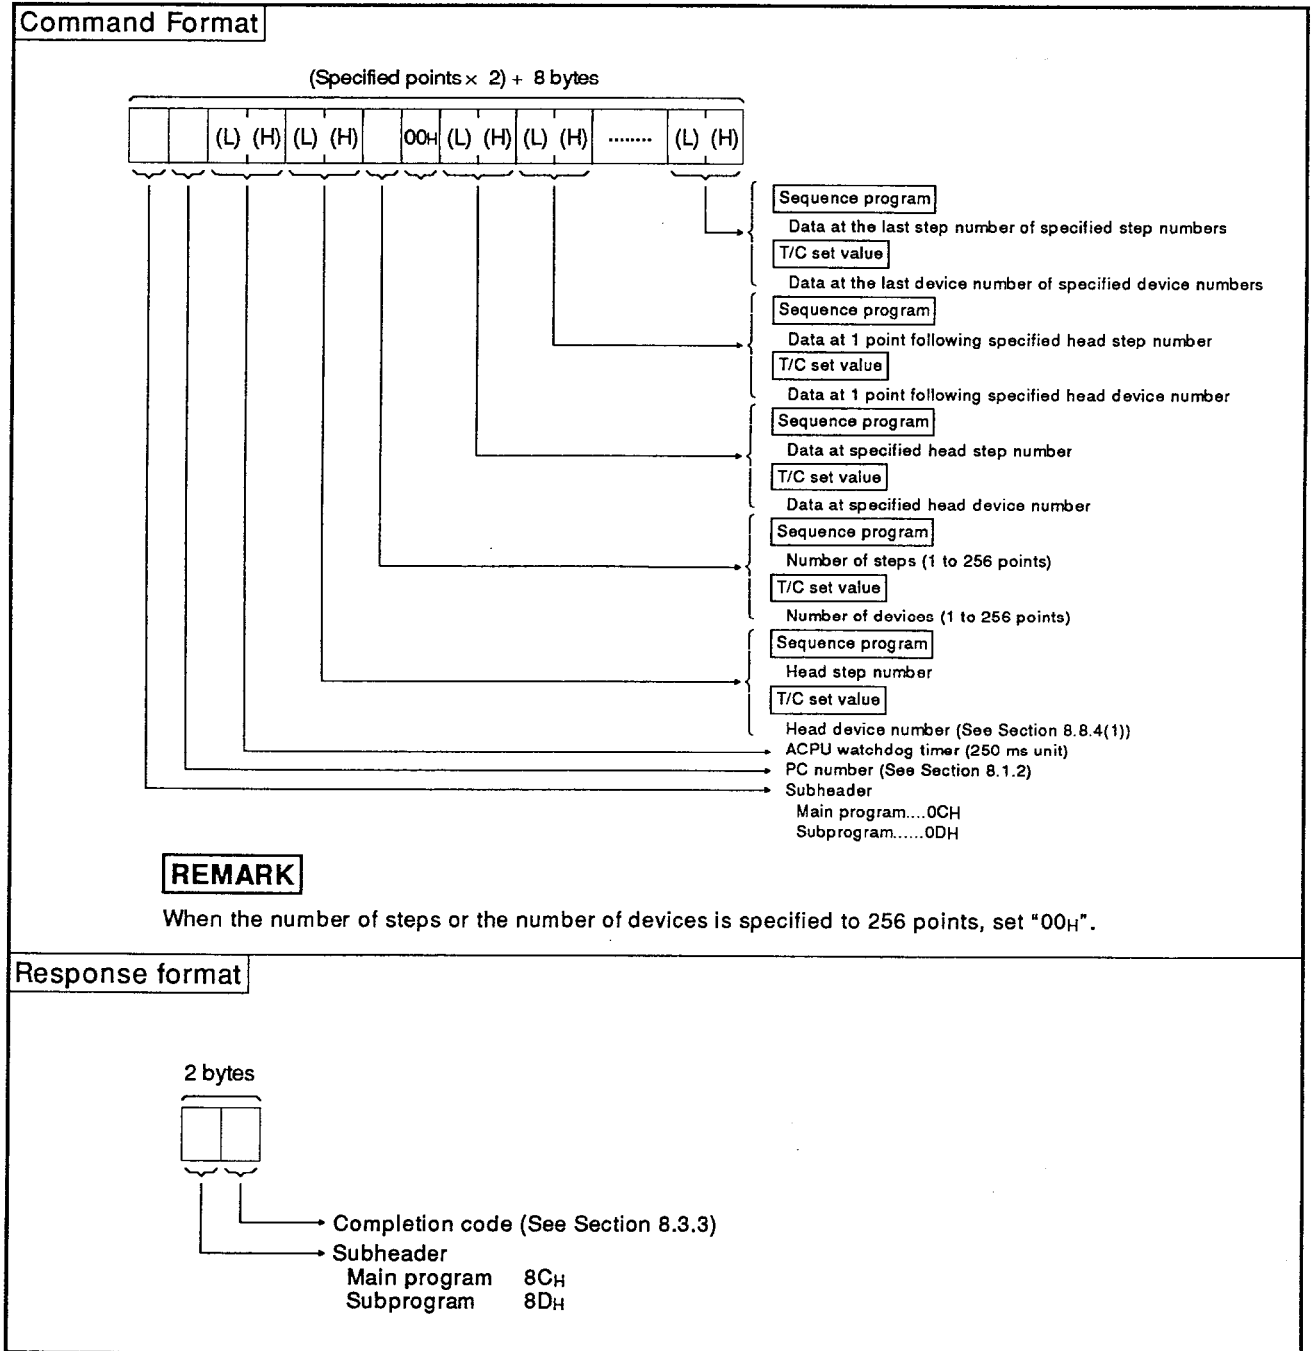 Command Format
(Specified points × 2) + 8 bytes
(L) (H) (L) (H) 00H (L) (H) (L) (H) ........ (L) (H)
Sequence program
Data at the last step number of specified step numbers
T/C set value
Data at the last device number of specified device numbers
Sequence program
Data at 1 point following specified head step number
T/C set value
Data at 1 point following specified head device number
Sequence program
Data at specified head step number
T/C set value
Data at specified head device number
Sequence program
Number of steps (1 to 256 points)
T/C set value
Number of devices (1 to 256 points)
Sequence program
Head step number
T/C set value
Head device number (See Section 8.8.4(1))
ACPU watchdog timer (250 ms unit)
PC number (See Section 8.1.2)
Subheader
Main program....0CH
Subprogram......0DH
REMARK
When the number of steps or the number of devices is specified to 256 points, set "00H".
Response format
2 bytes
Completion code (See Section 8.3.3)
Subheader
Main program 8CH
Subprogram 8DH